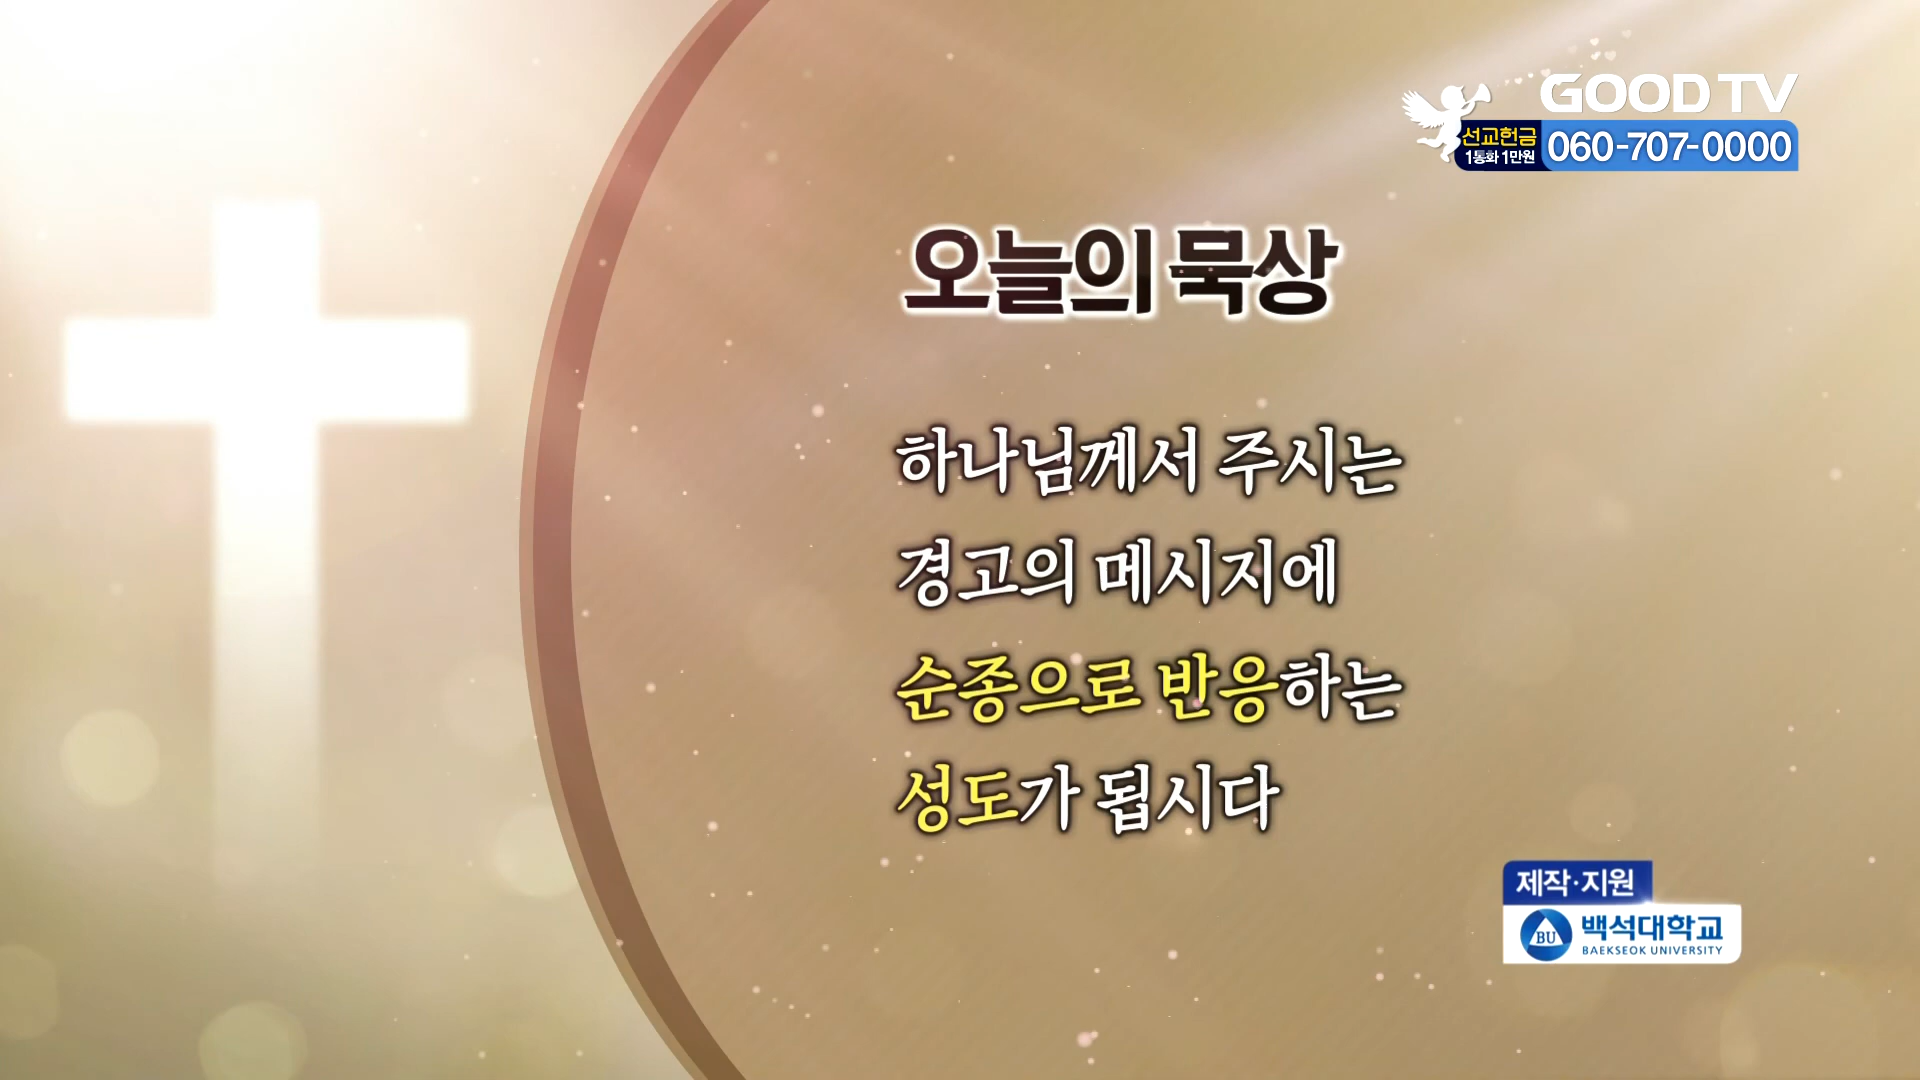 GOOD TV
선교헌금
1통화 1만원
060-707-0000
오늘의 묵상
하나님께서 주시는
경고의 메시지에
순종으로 반응하는
성도가 됩시다
제작·지원
BU
백석대학교
BAEKSEOK UNIVERSITY